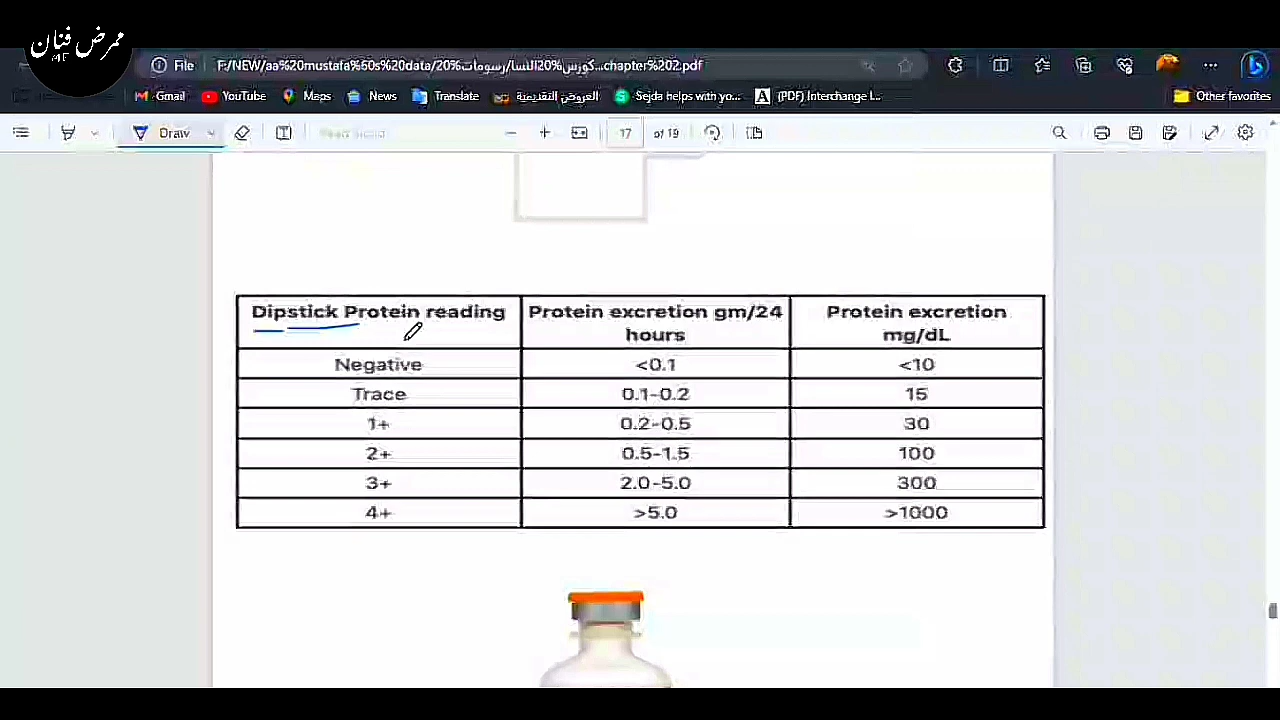 ممرض فنان
MF
File F:/NEW/aa%20mustafa%60s%20data/20%رسومات/كورس%20النسا...chapter%202.pdf
Gmail YouTube Maps News Translate العروض التقديمية Sejda helps with yo... (PDF) Interchange I... Other favorites
Draw Read aloud 17 of 19
Dipstick Protein reading Protein excretion gm/24 hours Protein excretion mg/dL
Negative <0.1 <10
Trace 0.1-0.2 15
1+ 0.2-0.5 30
2+ 0.5-1.5 100
3+ 2.0-5.0 300
4+ >5.0 >1000